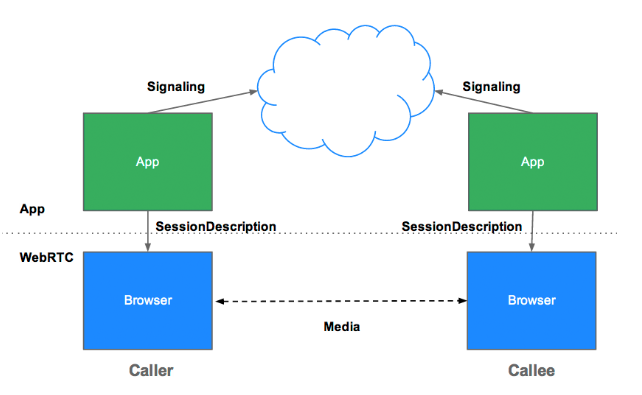 Signaling
Signaling
App
App
App
SessionDescription
SessionDescription
WebRTC
Browser
Browser
Media
Caller
Callee